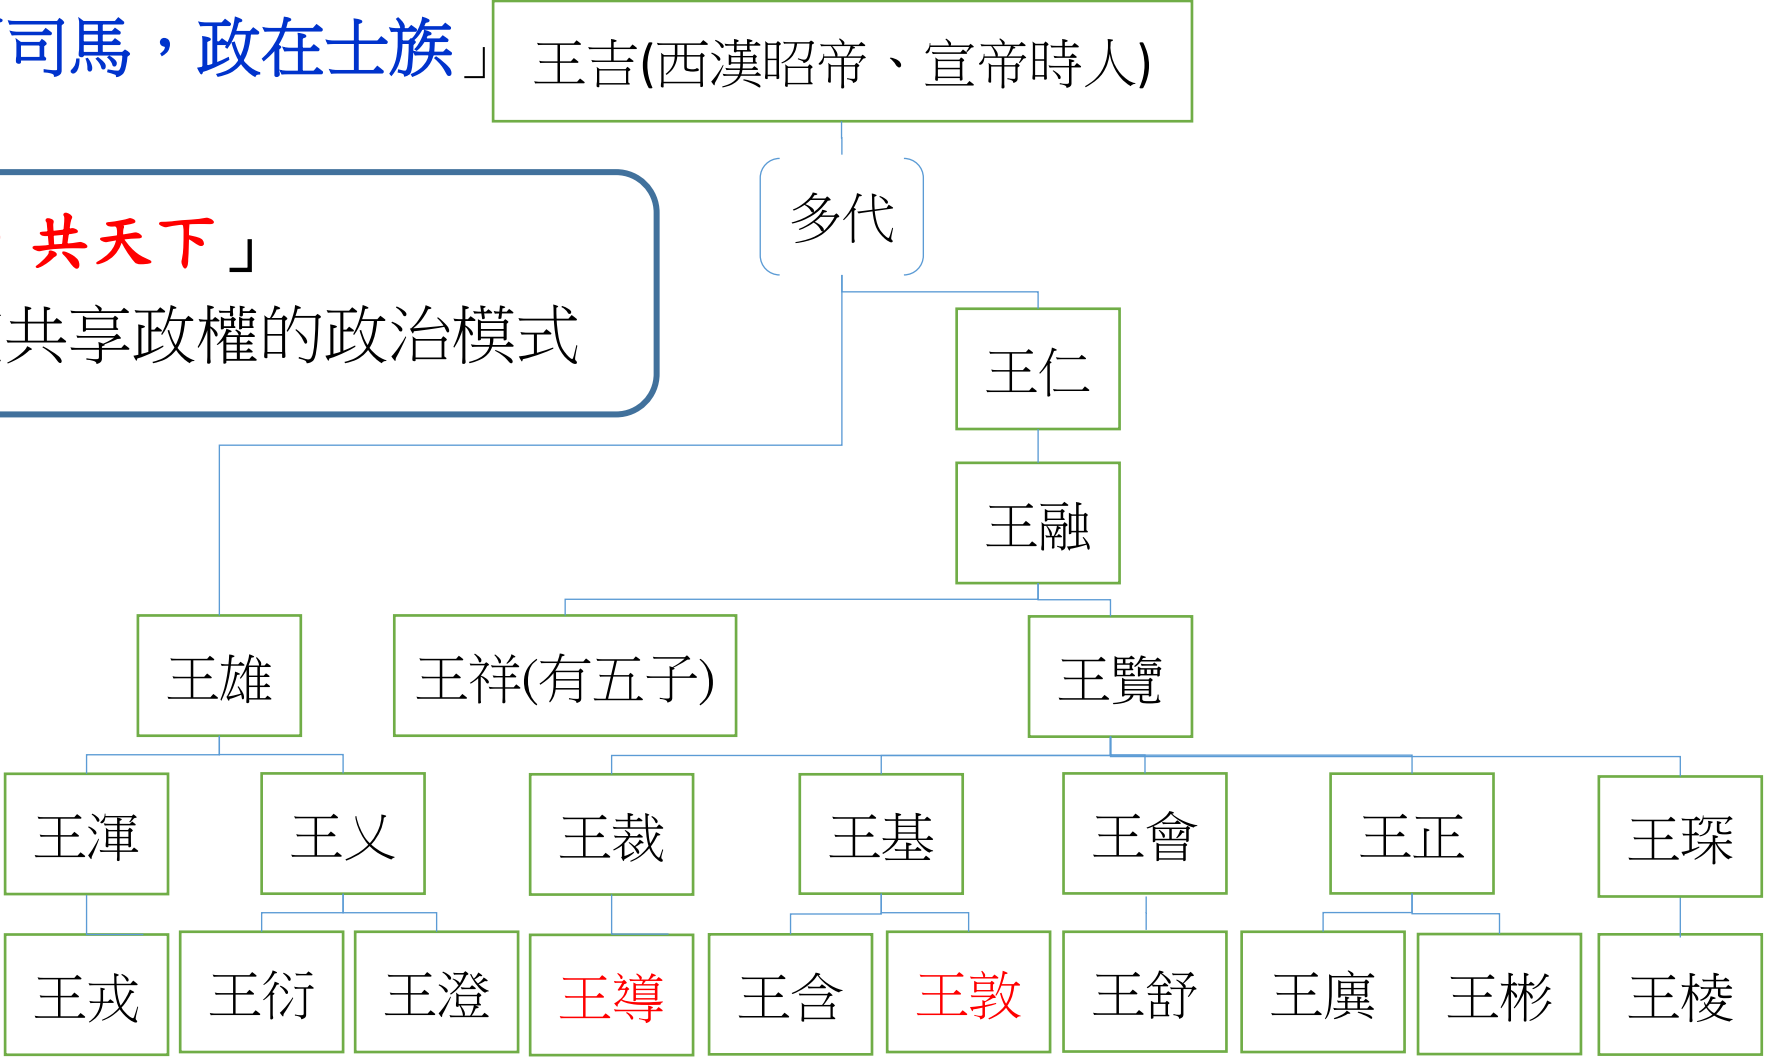 司馬，政在士族」
王吉(西漢昭帝、宣帝時人)
共天下」
共享政權的政治模式
多代
王仁
王融
王雄
王祥(有五子)
王覽
王渾
王乂
王裁
王基
王會
王正
王琛
王戎
王衍
王澄
王導
王含
王敦
王舒
王廙
王彬
王棱